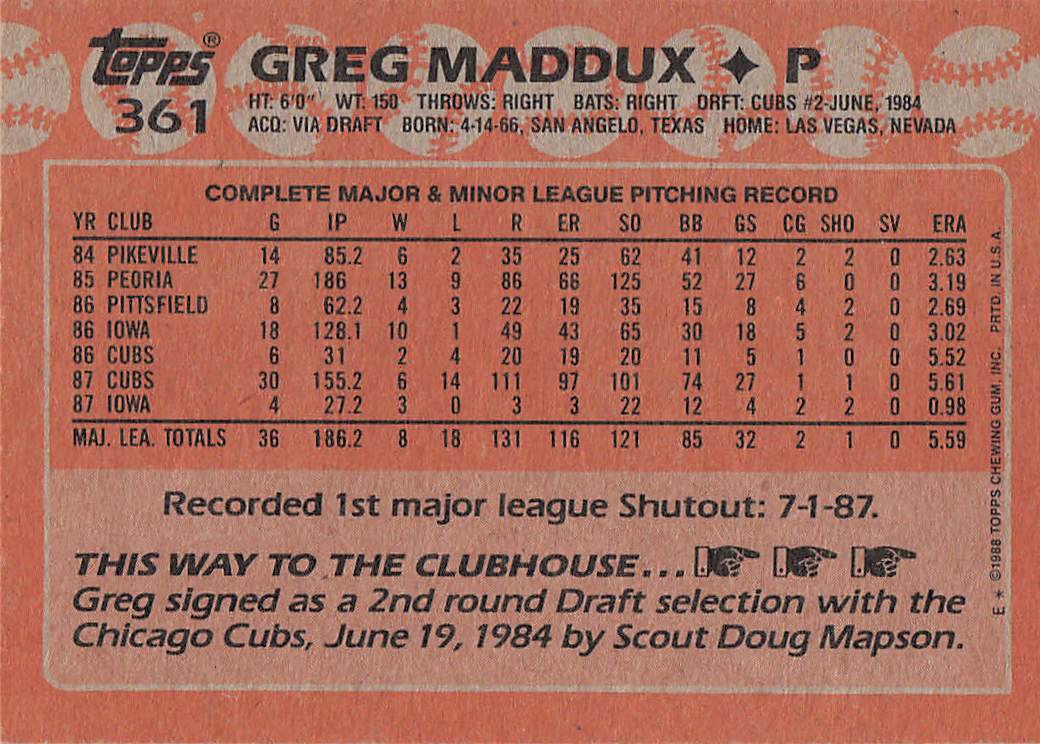 topps® GREG MADDUX ✦ P
361 HT: 6'0" WT: 150 THROWS: RIGHT BATS: RIGHT DRFT: CUBS #2-JUNE, 1984
ACQ: VIA DRAFT BORN: 4-14-66, SAN ANGELO, TEXAS HOME: LAS VEGAS, NEVADA
COMPLETE MAJOR & MINOR LEAGUE PITCHING RECORD
YR CLUB G IP W L R ER SO BB GS CG SHO SV ERA
84 PIKEVILLE 14 85.2 6 2 35 25 62 41 12 2 2 0 2.63
85 PEORIA 27 186 13 9 86 66 125 52 27 6 0 0 3.19
86 PITTSFIELD 8 62.2 4 3 22 19 35 15 8 4 2 0 2.69
86 IOWA 18 128.1 10 1 49 43 65 30 18 5 2 0 3.02
86 CUBS 6 31 2 4 20 19 20 11 5 1 0 0 5.52
87 CUBS 30 155.2 6 14 111 97 101 74 27 1 1 0 5.61
87 IOWA 4 27.2 3 0 3 3 22 12 4 2 2 0 0.98
MAJ. LEA. TOTALS 36 186.2 8 18 131 116 121 85 32 2 1 0 5.59
Recorded 1st major league Shutout: 7-1-87.
THIS WAY TO THE CLUBHOUSE...
Greg signed as a 2nd round Draft selection with the
Chicago Cubs, June 19, 1984 by Scout Doug Mapson.
E * ©1988 TOPPS CHEWING GUM, INC. PRTD. IN U.S.A.